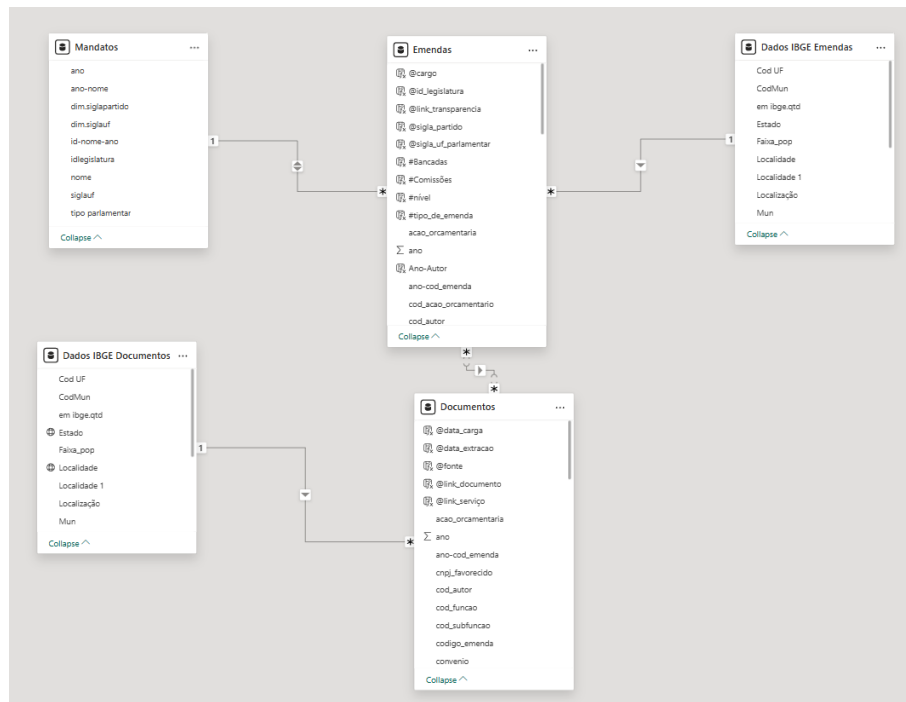 Mandatos ...
ano
ano-nome
dim.siglapartido
dim.siglauf
id-nome-ano
idlegislatura
nome
siglauf
tipo parlamentar
Collapse
1
*
Emendas ...
@cargo
@id_legislatura
@link_transparencia
@sigla_partido
@sigla_uf_parlamentar
#Bancadas
#Comissões
#nível
#tipo_de_emenda
acao_orcamentaria
∑ ano
Ano-Autor
ano-cod_emenda
cod_acao_orcamentario
cod_autor
Collapse
*
1
Dados IBGE Emendas ...
Cod UF
CodMun
em ibge.qtd
Estado
Faixa_pop
Localidade
Localidade 1
Localização
Mun
Collapse
*
*
Dados IBGE Documentos ...
Cod UF
CodMun
em ibge.qtd
Estado
Faixa_pop
Localidade
Localidade 1
Localização
Mun
Collapse
1
*
Documentos ...
@data_carga
@data_extracao
@fonte
@link_documento
@link_serviço
acao_orcamentaria
∑ ano
ano-cod_emenda
cnpj_favorecido
cod_autor
cod_funcao
cod_subfuncao
codigo_emenda
convenio
Collapse